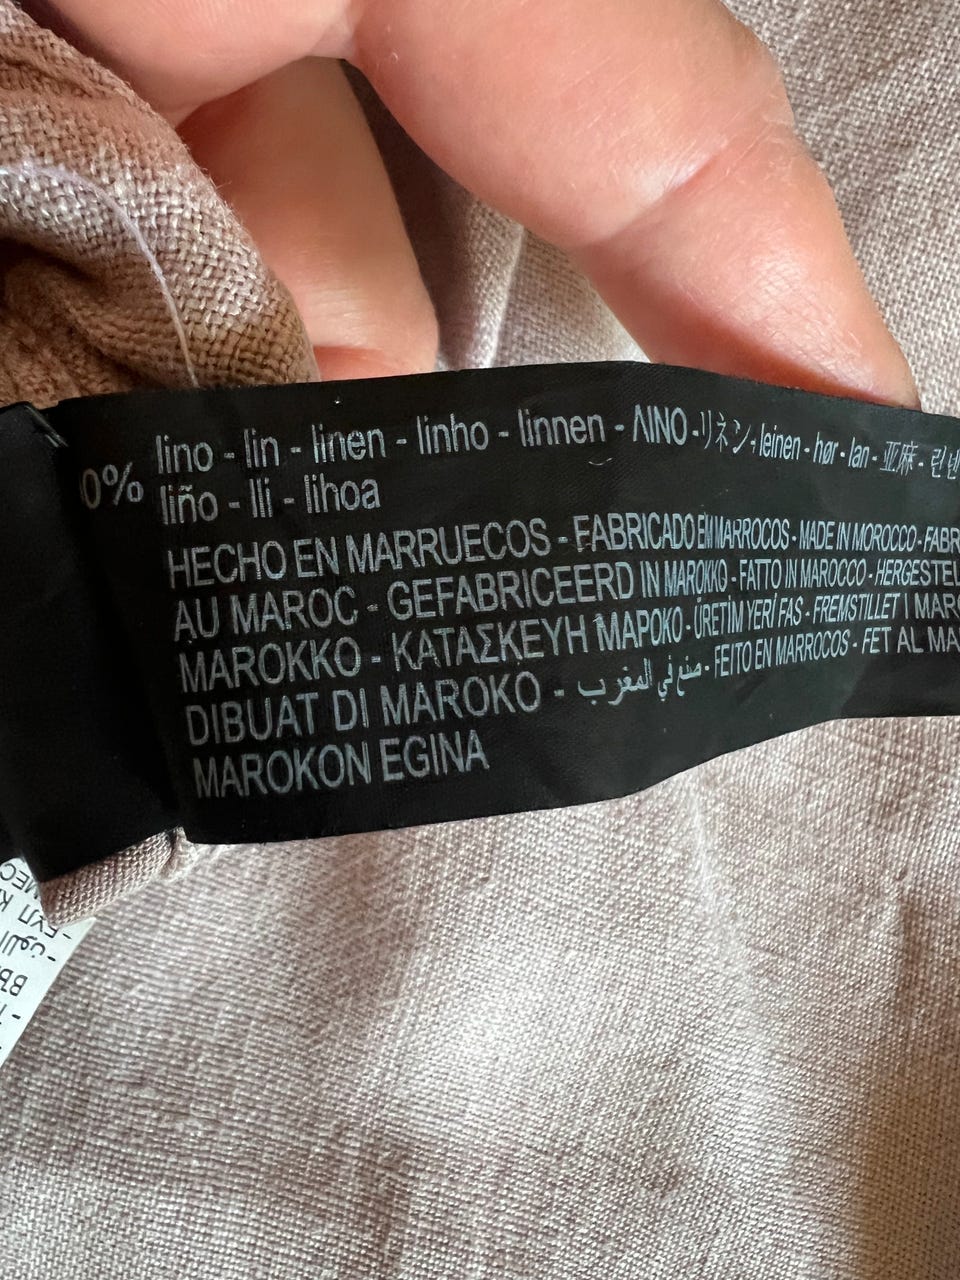 0% lino - lin - linen - linho - linnen - ΛΙΝΟ - リネン - leinen - hør - lan - 亚麻 - 린넨
liño - lli - lihoa
HECHO EN MARRUECOS - FABRICADO EM MARROCOS - MADE IN MOROCCO - FABR
AU MAROC - GEFABRICEERD IN MAROKKO - FATTO IN MAROCCO - HERGESTEL
MAROKKO - ΚΑΤΑΣΚΕΥΗ ΜΑΡΟΚΟ - ÜRETİM YERİ FAS - FREMSTILLET I MARO
DIBUAT DI MAROKO - صنع في المغرب - FEITO EN MARROCOS - FET AL MA
MAROKON EGINA